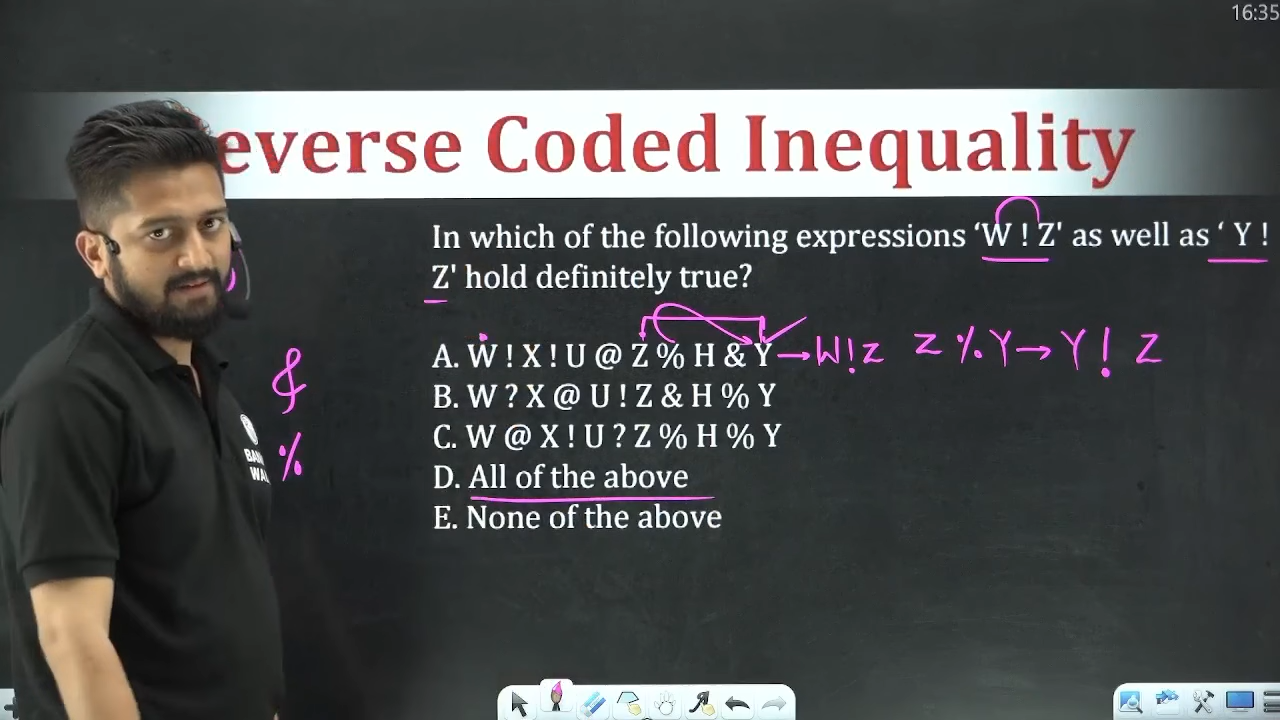 16:35
everse Coded Inequality
In which of the following expressions ‘W ! Z' as well as ‘ Y !
Z' hold definitely true?
A. W ! X ! U @ Z % H & Y → W!Z Z % Y → Y ! Z
B. W ? X @ U ! Z & H % Y
C. W @ X ! U ? Z % H % Y
D. All of the above
E. None of the above
&
%